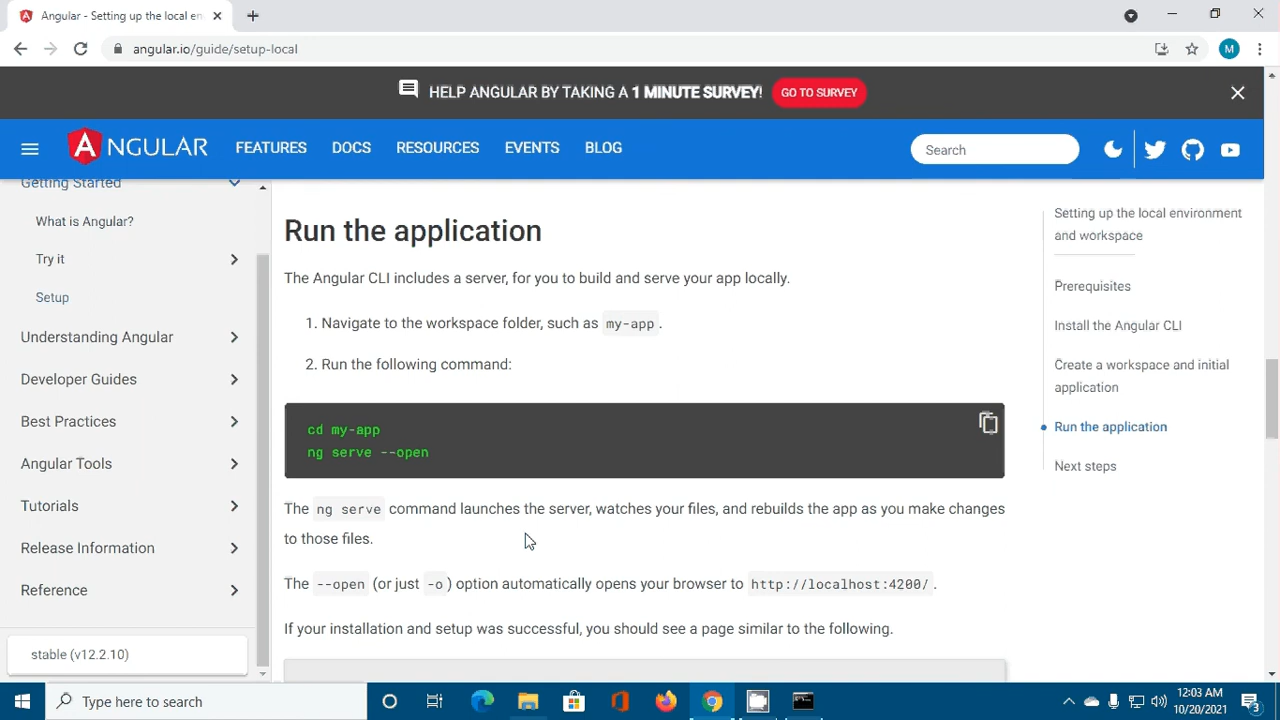 Angular - Setting up the local en
angular.io/guide/setup-local
M
HELP ANGULAR BY TAKING A 1 MINUTE SURVEY!
GO TO SURVEY
A
NGULAR
FEATURES
DOCS
RESOURCES
EVENTS
BLOG
Search
Getting Started
What is Angular?
Try it
Setup
Understanding Angular
Developer Guides
Best Practices
Angular Tools
Tutorials
Release Information
Reference
stable (v12.2.10)
Run the application
The Angular CLI includes a server, for you to build and serve your app locally.
1. Navigate to the workspace folder, such as my-app .
2. Run the following command:
cd my-app
ng serve --open
The ng serve command launches the server, watches your files, and rebuilds the app as you make changes
to those files.
The --open (or just -o ) option automatically opens your browser to http://localhost:4200/ .
If your installation and setup was successful, you should see a page similar to the following.
Setting up the local environment
and workspace
Prerequisites
Install the Angular CLI
Create a workspace and initial
application
Run the application
Next steps
Type here to search
12:03 AM
10/20/2021
3